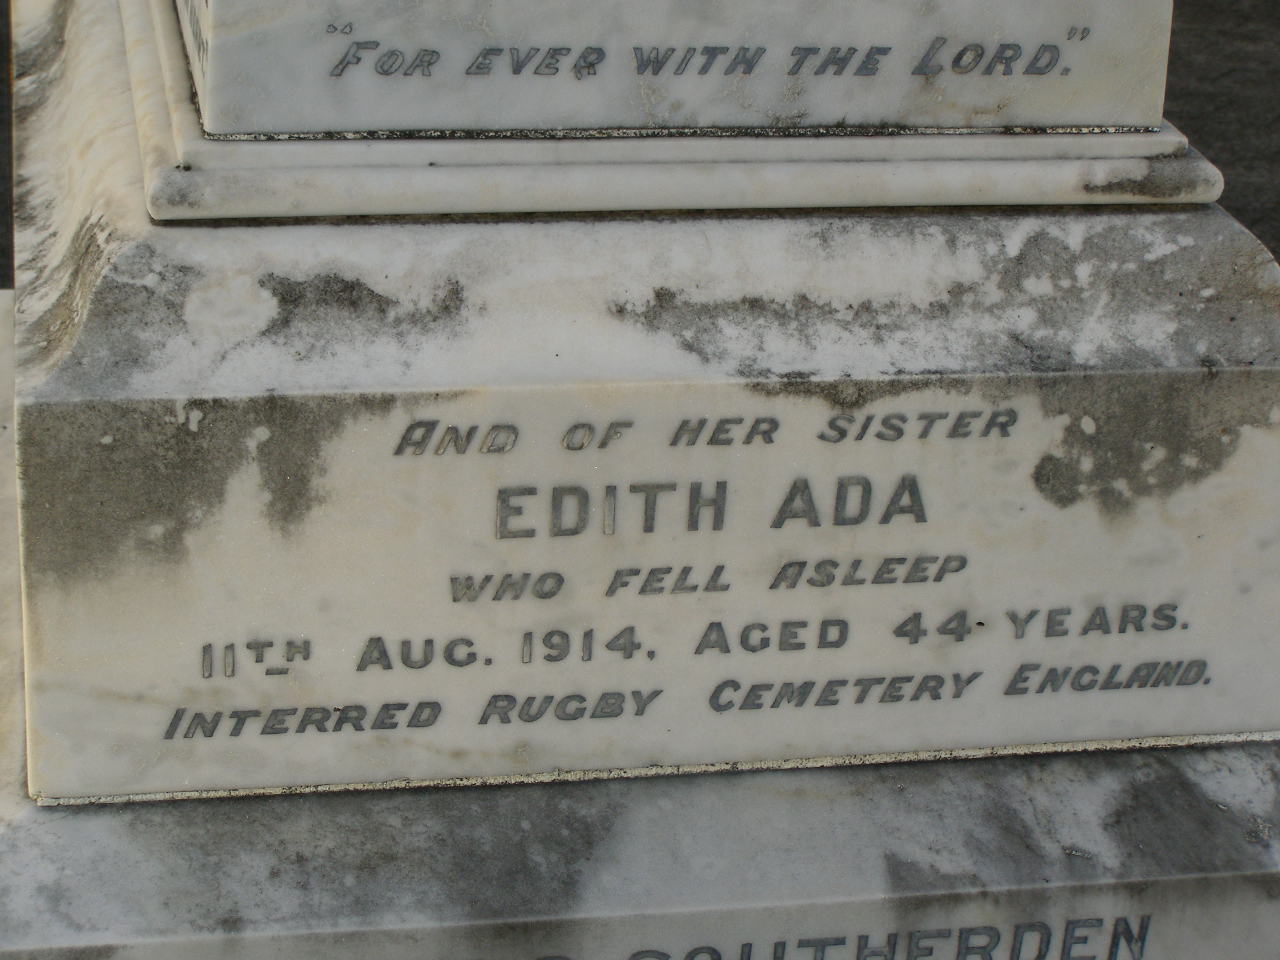 "FOR EVER WITH THE LORD."
AND OF HER SISTER
EDITH ADA
WHO FELL ASLEEP
11TH AUG. 1914, AGED 44 YEARS.
INTERRED RUGBY CEMETERY ENGLAND.
SOUTHERDEN